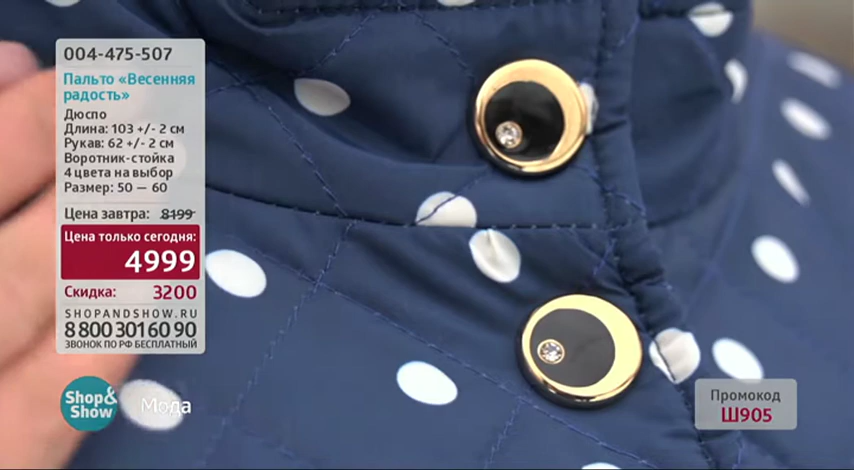 004-475-507
Пальто «Весенняя
радость»
Дюспо
Длина: 103 +/- 2 см
Рукав: 62 +/- 2 см
Воротник-стойка
4 цвета на выбор
Размер: 50 — 60
Цена завтра: 8199
Цена только сегодня:
4999
Скидка: 3200
SHOPANDSHOW.RU
8 800 301 60 90
ЗВОНОК ПО РФ БЕСПЛАТНЫЙ
Shop&
Show
Мода
Промокод
Ш905